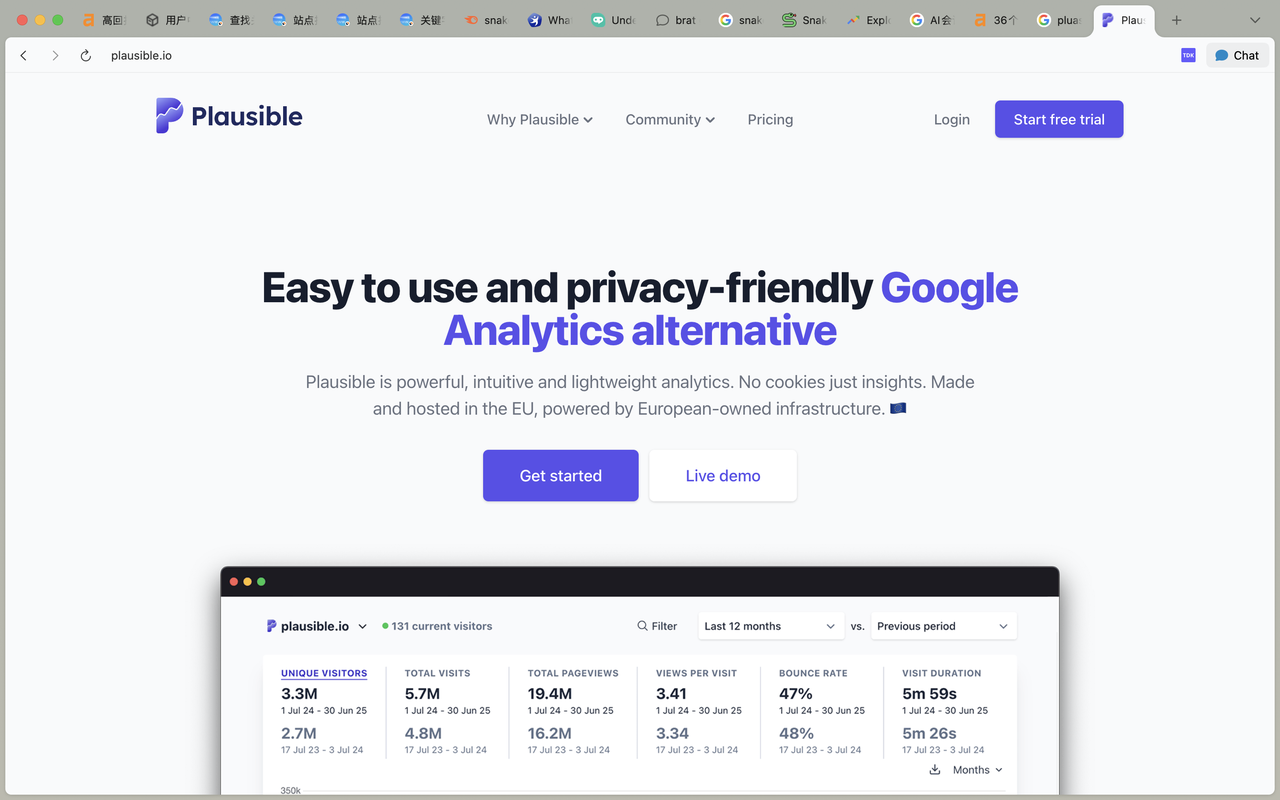 高回 用户 查找 站点 站点 关键 snak Wha Unde brat snak Snak Explo AI会 36个 plua Plau
plausible.io TDK Chat
Plausible Why Plausible Community Pricing Login Start free trial
Easy to use and privacy-friendly Google
Analytics alternative
Plausible is powerful, intuitive and lightweight analytics. No cookies just insights. Made
and hosted in the EU, powered by European-owned infrastructure.
Get started Live demo
plausible.io 131 current visitors Filter Last 12 months vs. Previous period
UNIQUE VISITORS TOTAL VISITS TOTAL PAGEVIEWS VIEWS PER VISIT BOUNCE RATE VISIT DURATION
3.3M 5.7M 19.4M 3.41 47% 5m 59s
1 Jul 24 - 30 Jun 25 1 Jul 24 - 30 Jun 25 1 Jul 24 - 30 Jun 25 1 Jul 24 - 30 Jun 25 1 Jul 24 - 30 Jun 25 1 Jul 24 - 30 Jun 25
2.7M 4.8M 16.2M 3.34 48% 5m 26s
17 Jul 23 - 3 Jul 24 17 Jul 23 - 3 Jul 24 17 Jul 23 - 3 Jul 24 17 Jul 23 - 3 Jul 24 17 Jul 23 - 3 Jul 24 17 Jul 23 - 3 Jul 24
Months
350k